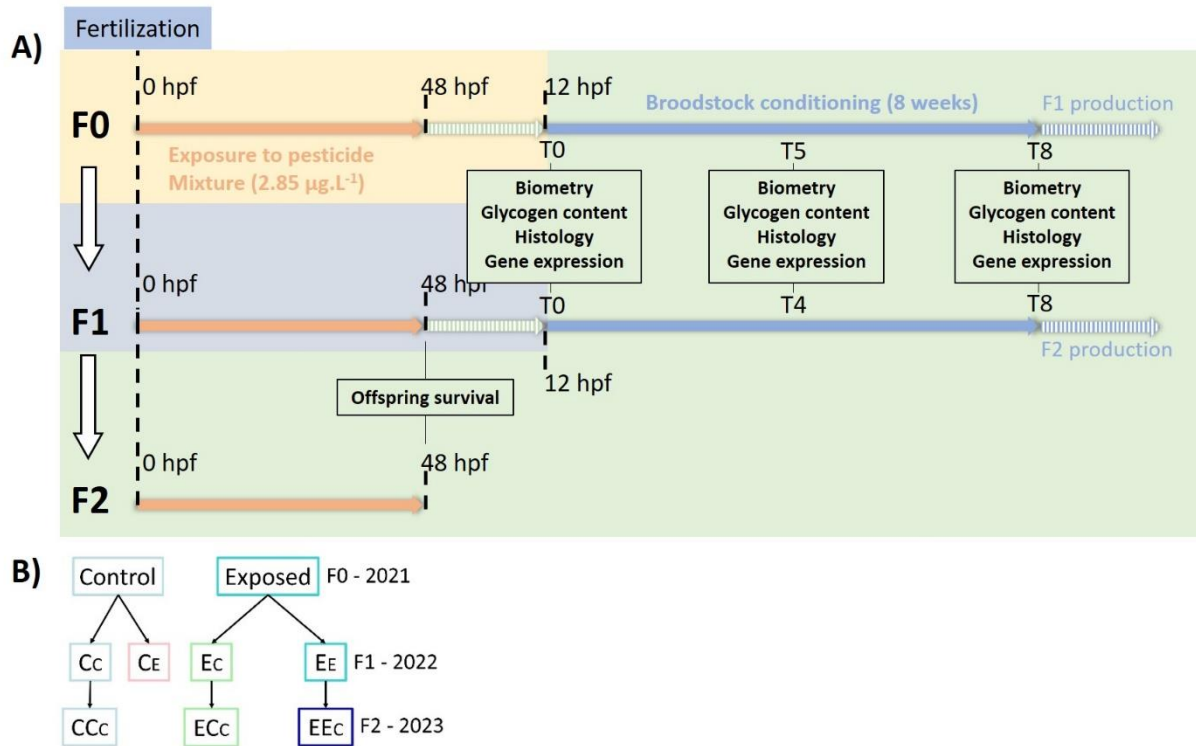 A)
Fertilization
0 hpf
48 hpf
12 hpf
Broodstock conditioning (8 weeks)
F1 production
F0
Exposure to pesticide
Mixture (2.85 µg.L-1)
T0
T5
T8
Biometry
Glycogen content
Histology
Gene expression
Biometry
Glycogen content
Histology
Gene expression
Biometry
Glycogen content
Histology
Gene expression
0 hpf
48 hpf
T0
T4
T8
F1
F2 production
12 hpf
Offspring survival
0 hpf
48 hpf
F2
B)
Control
Exposed
F0 - 2021
CC
CE
EC
EE
F1 - 2022
CCC
ECC
EEC
F2 - 2023